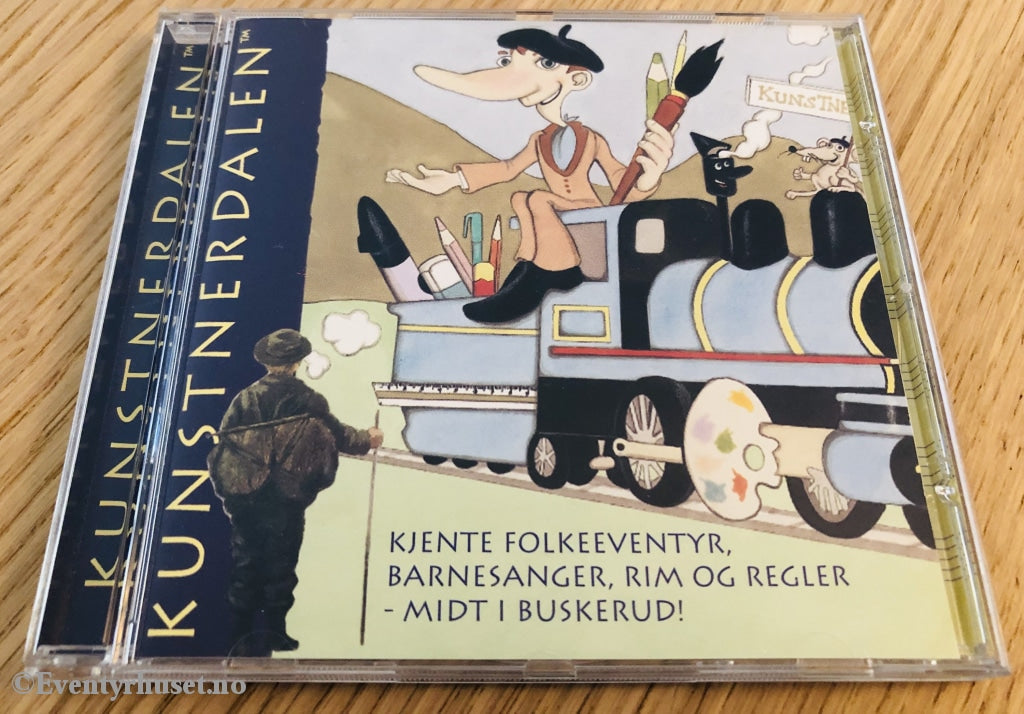 KUNSTNERDALEN™
KUNSTNERDALEN™
KUNSTNE
KJENTE FOLKEEVENTYR,
BARNESANGER, RIM OG REGLER
- MIDT I BUSKERUD!
©Eventyrhuset.no